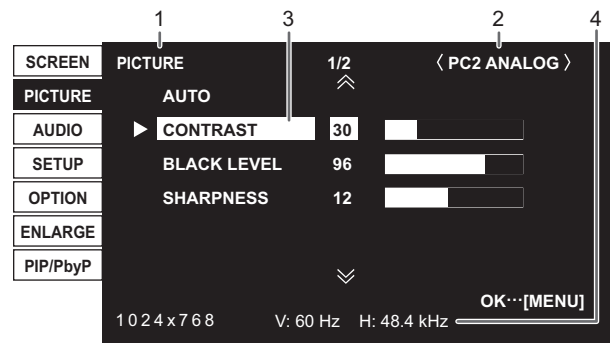 1 3 2 4
SCREEN PICTURE 1/2 〈 PC2 ANALOG 〉
PICTURE AUTO
AUDIO CONTRAST 30
SETUP BLACK LEVEL 96
OPTION SHARPNESS 12
ENLARGE
PIP/PbyP
OK···[MENU]
1024x768 V: 60 Hz H: 48.4 kHz